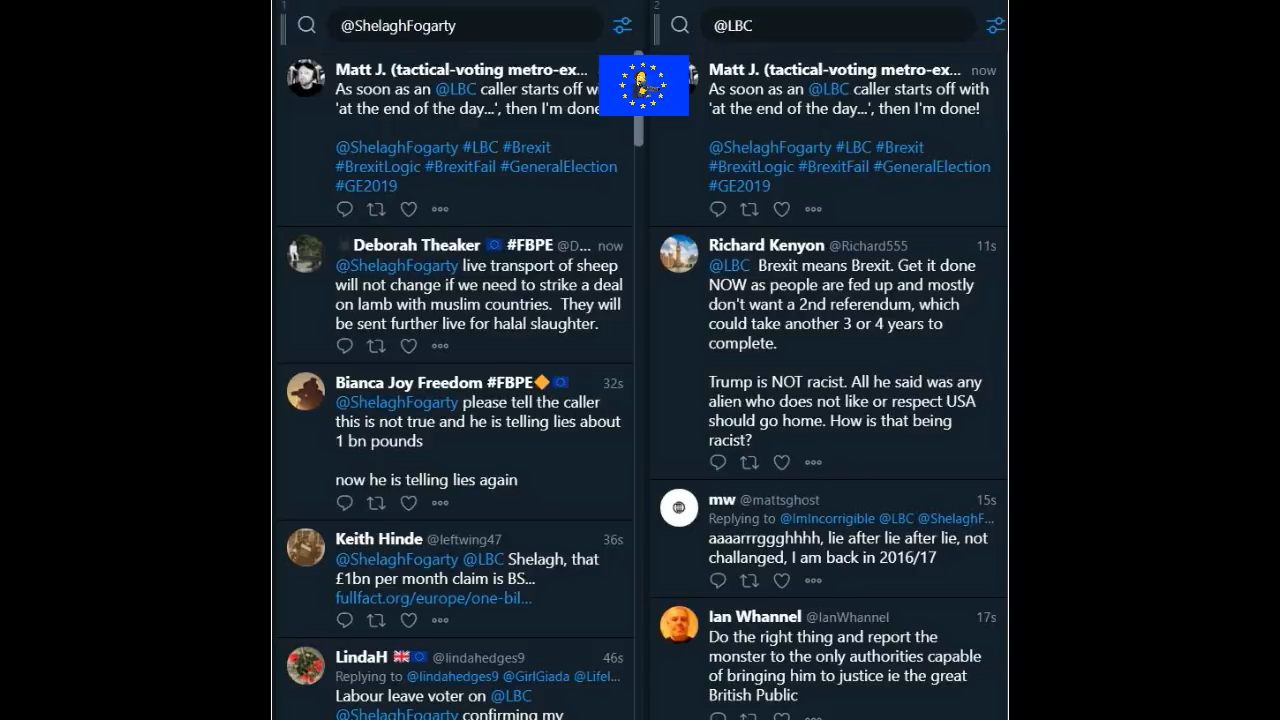 1
@ShelaghFogarty
Matt J. (tactical-voting metro-ex...
As soon as an @LBC caller starts off
'at the end of the day...', then I'm done
@ShelaghFogarty #LBC #Brexit
#BrexitLogic #BrexitFail #GeneralElection
#GE2019
Deborah Theaker 🇪🇺 #FBPE @D... now
@ShelaghFogarty live transport of sheep
will not change if we need to strike a deal
on lamb with muslim countries. They will
be sent further live for halal slaughter.
Bianca Joy Freedom #FBPE🔶🇪🇺 32s
@ShelaghFogarty please tell the caller
this is not true and he is telling lies about
1 bn pounds
now he is telling lies again
Keith Hinde @leftwing47 36s
@ShelaghFogarty @LBC Shelagh, that
£1bn per month claim is BS...
fullfact.org/europe/one-bil...
LindaH 🇬🇧🇪🇺 @lindahedges9 46s
Replying to @lindahedges9 @GirlGiada @Lifel...
Labour leave voter on @LBC
@ShelaghFogarty confirming my
2
@LBC
Matt J. (tactical-voting metro-ex... now
As soon as an @LBC caller starts off with
'at the end of the day...', then I'm done!
@ShelaghFogarty #LBC #Brexit
#BrexitLogic #BrexitFail #GeneralElection
#GE2019
Richard Kenyon @Richard555 11s
@LBC Brexit means Brexit. Get it done
NOW as people are fed up and mostly
don't want a 2nd referendum, which
could take another 3 or 4 years to
complete.
Trump is NOT racist. All he said was any
alien who does not like or respect USA
should go home. How is that being
racist?
mw @mattsghost 15s
Replying to @ImIncorrigible @LBC @ShelaghF...
aaaarrrggghhhh, lie after lie after lie, not
challanged, I am back in 2016/17
Ian Whannel @IanWhannel 17s
Do the right thing and report the
monster to the only authorities capable
of bringing him to justice ie the great
British Public